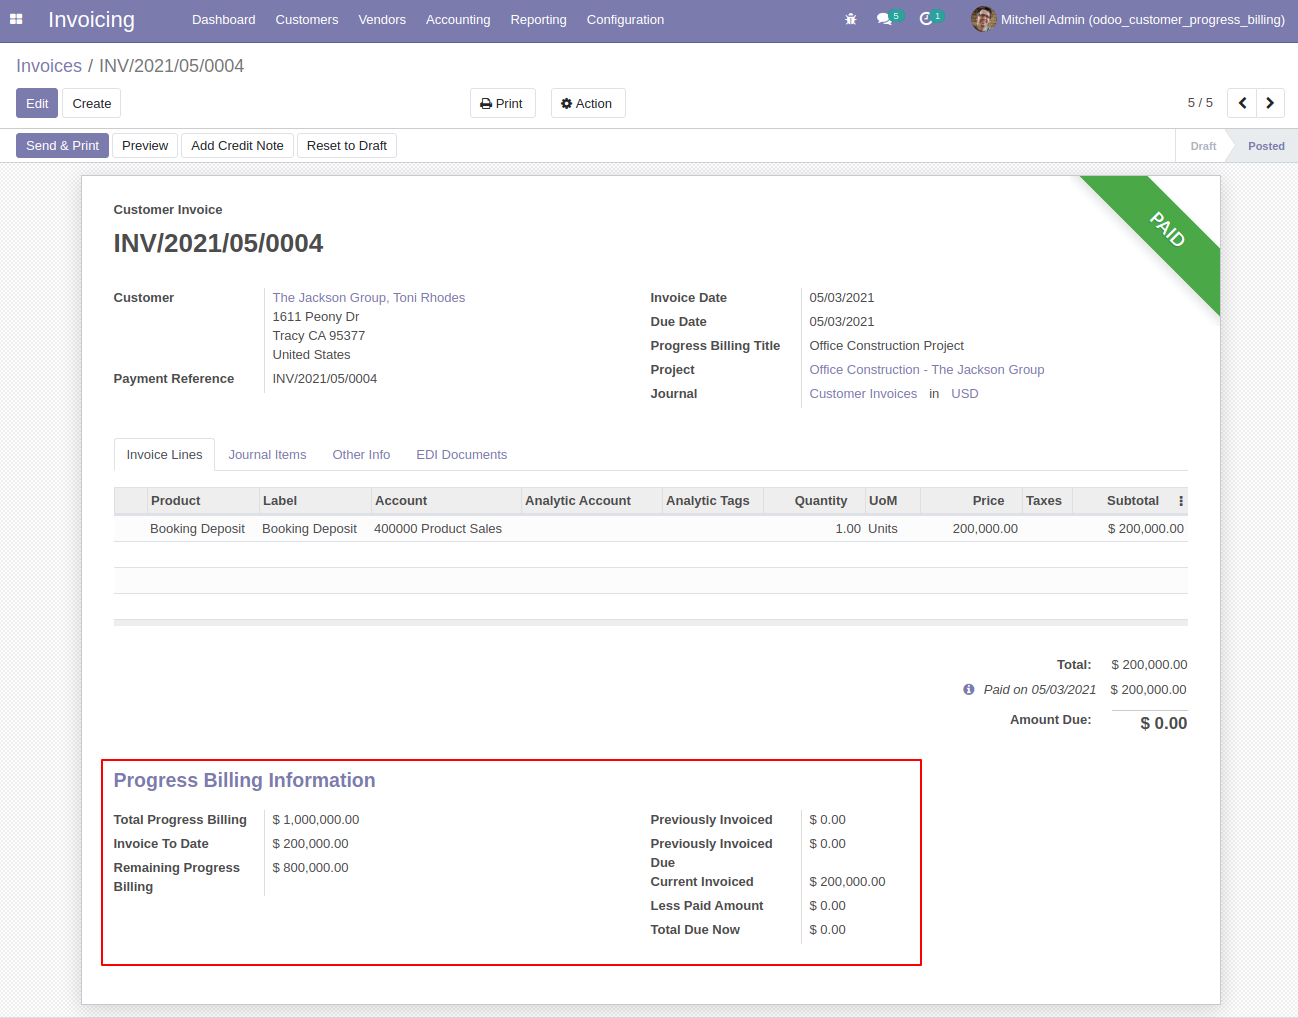 Invoicing Dashboard Customers Vendors Accounting Reporting Configuration 5 1 Mitchell Admin (odoo_customer_progress_billing)
Invoices / INV/2021/05/0004
Edit Create Print Action 5 / 5
Send & Print Preview Add Credit Note Reset to Draft Draft Posted
PAID
Customer Invoice
INV/2021/05/0004
Customer The Jackson Group, Toni Rhodes
1611 Peony Dr
Tracy CA 95377
United States
Payment Reference INV/2021/05/0004
Invoice Date 05/03/2021
Due Date 05/03/2021
Progress Billing Title Office Construction Project
Project Office Construction - The Jackson Group
Journal Customer Invoices in USD
Invoice Lines Journal Items Other Info EDI Documents
Product Label Account Analytic Account Analytic Tags Quantity UoM Price Taxes Subtotal
Booking Deposit Booking Deposit 400000 Product Sales 1.00 Units 200,000.00 $ 200,000.00
Total: $ 200,000.00
Paid on 05/03/2021 $ 200,000.00
Amount Due: $ 0.00
Progress Billing Information
Total Progress Billing $ 1,000,000.00
Invoice To Date $ 200,000.00
Remaining Progress $ 800,000.00
Billing
Previously Invoiced $ 0.00
Previously Invoiced $ 0.00
Due
Current Invoiced $ 200,000.00
Less Paid Amount $ 0.00
Total Due Now $ 0.00